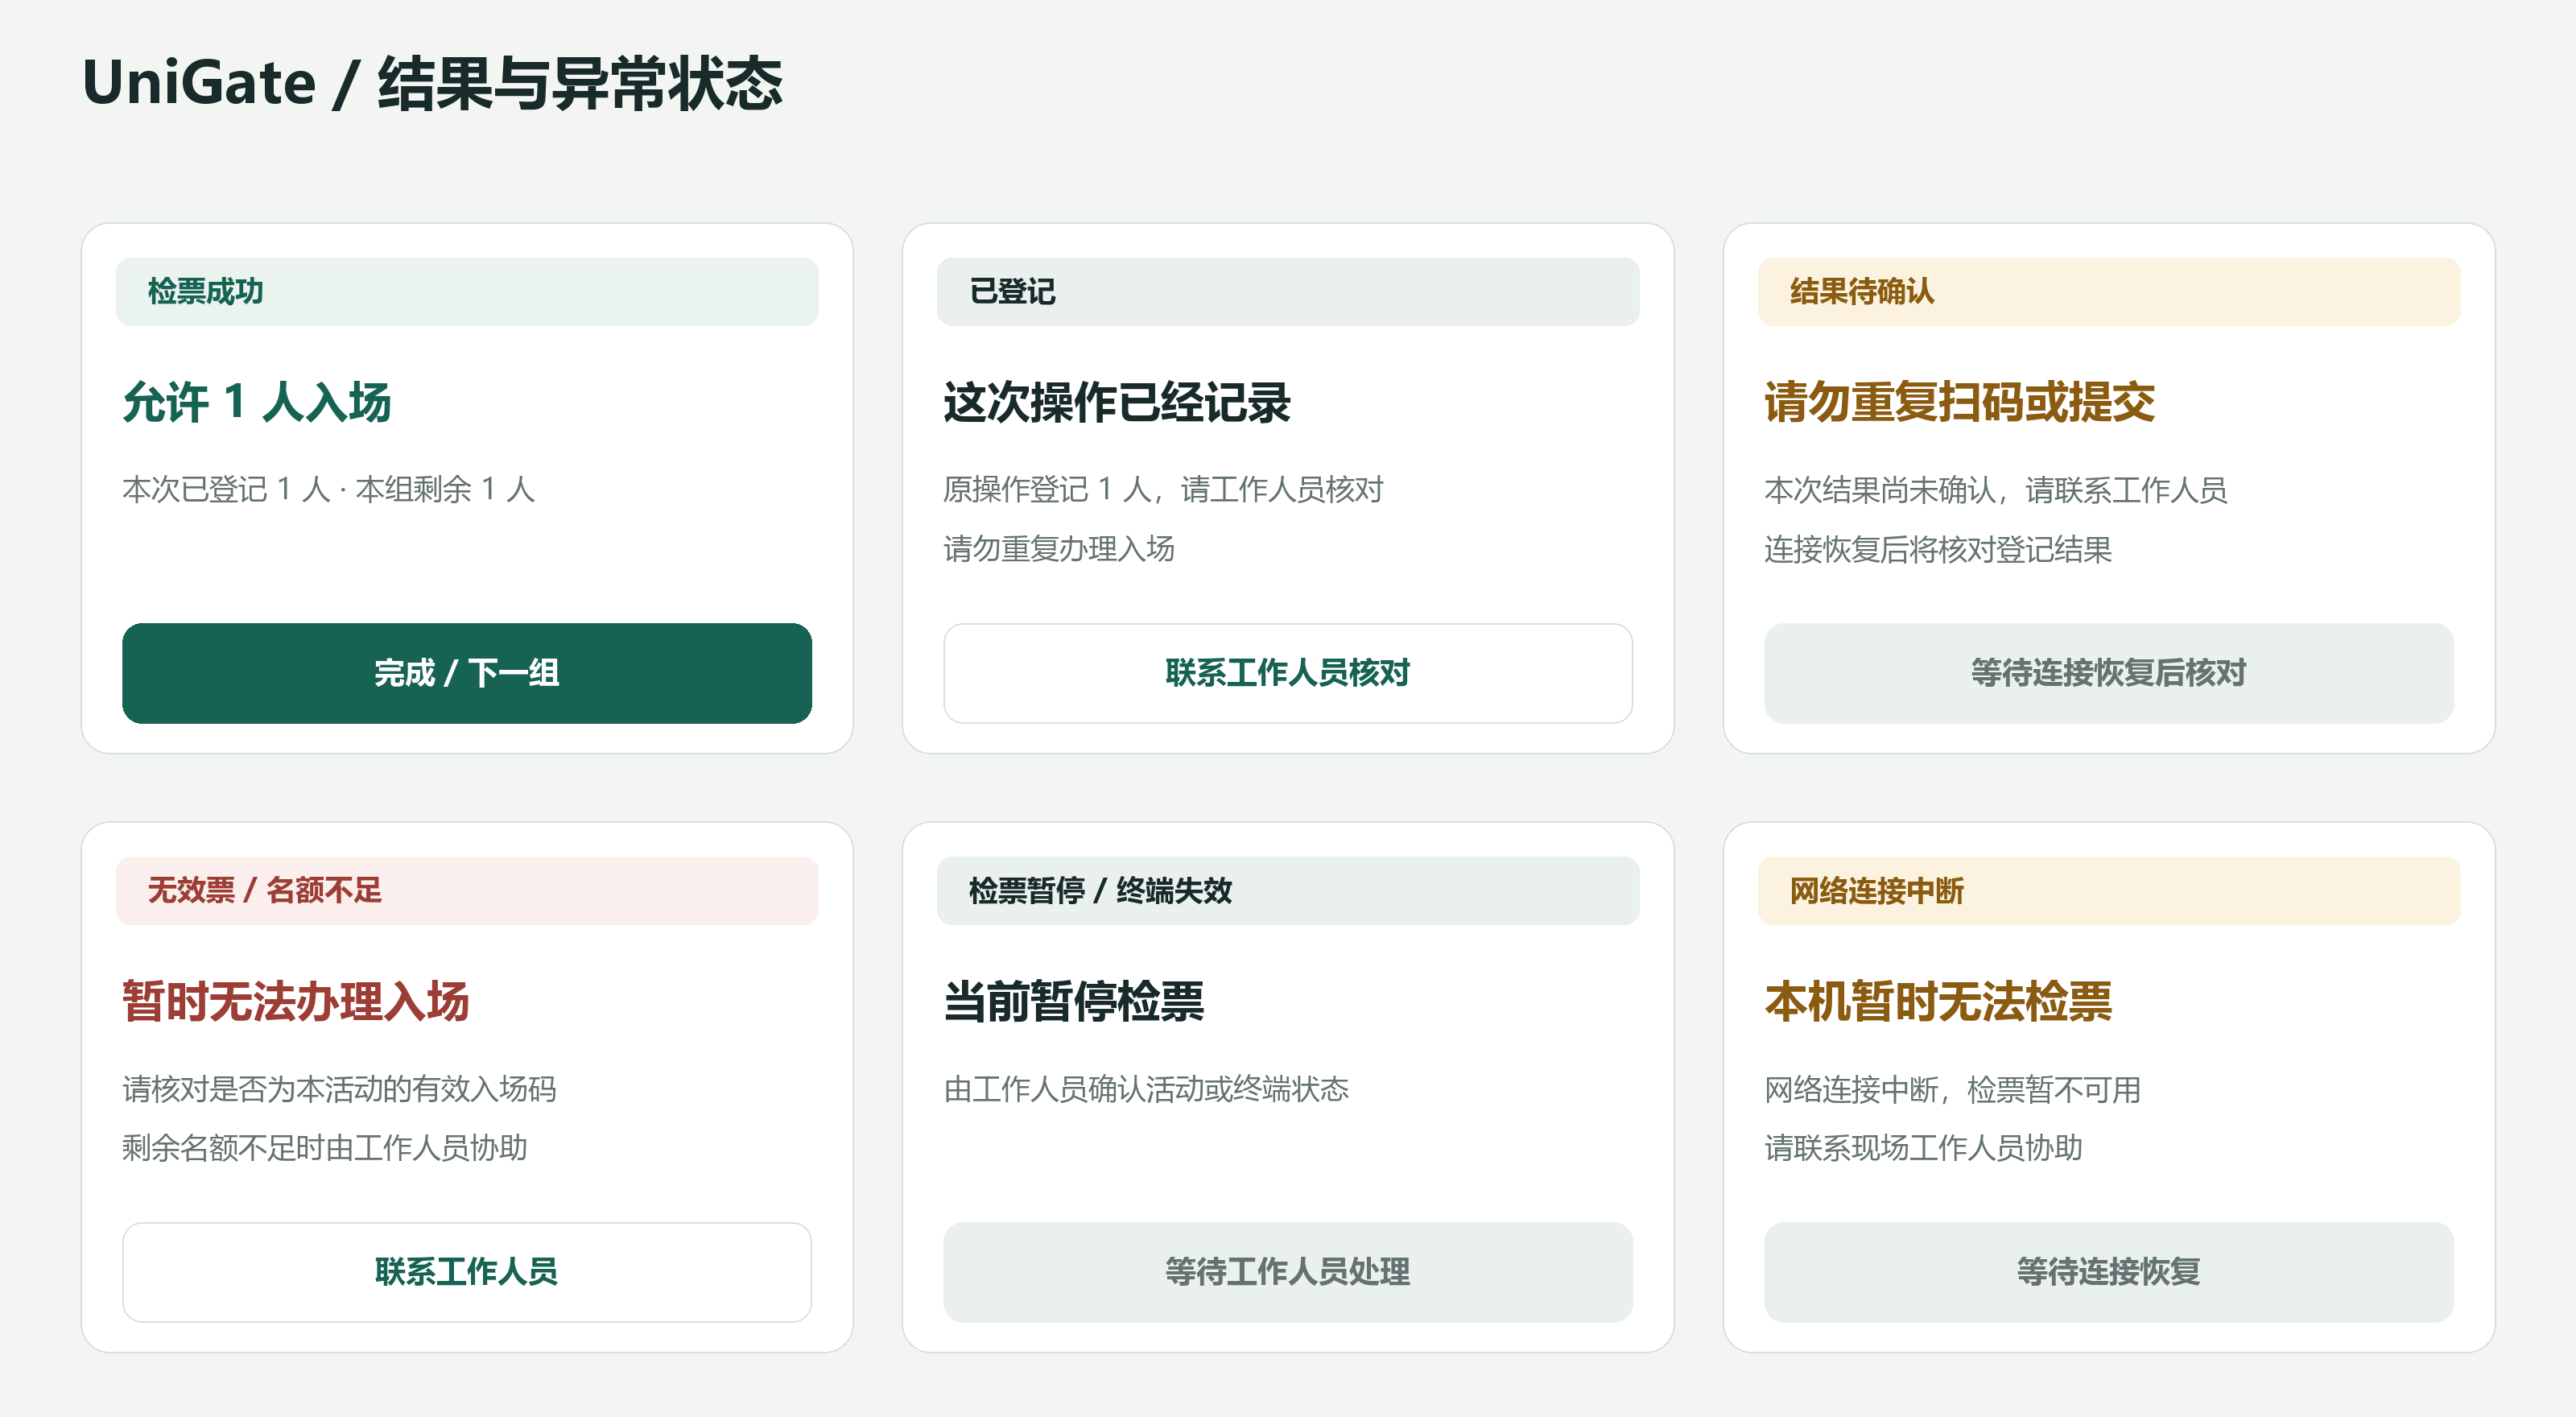 UniGate / 结果与异常状态
检票成功
允许 1 人入场
本次已登记 1 人 · 本组剩余 1 人
完成 / 下一组
已登记
这次操作已经记录
原操作登记 1 人，请工作人员核对
请勿重复办理入场
联系工作人员核对
结果待确认
请勿重复扫码或提交
本次结果尚未确认，请联系工作人员
连接恢复后将核对登记结果
等待连接恢复后核对
无效票 / 名额不足
暂时无法办理入场
请核对是否为本活动的有效入场码
剩余名额不足时由工作人员协助
联系工作人员
检票暂停 / 终端失效
当前暂停检票
由工作人员确认活动或终端状态
等待工作人员处理
网络连接中断
本机暂时无法检票
网络连接中断，检票暂不可用
请联系现场工作人员协助
等待连接恢复